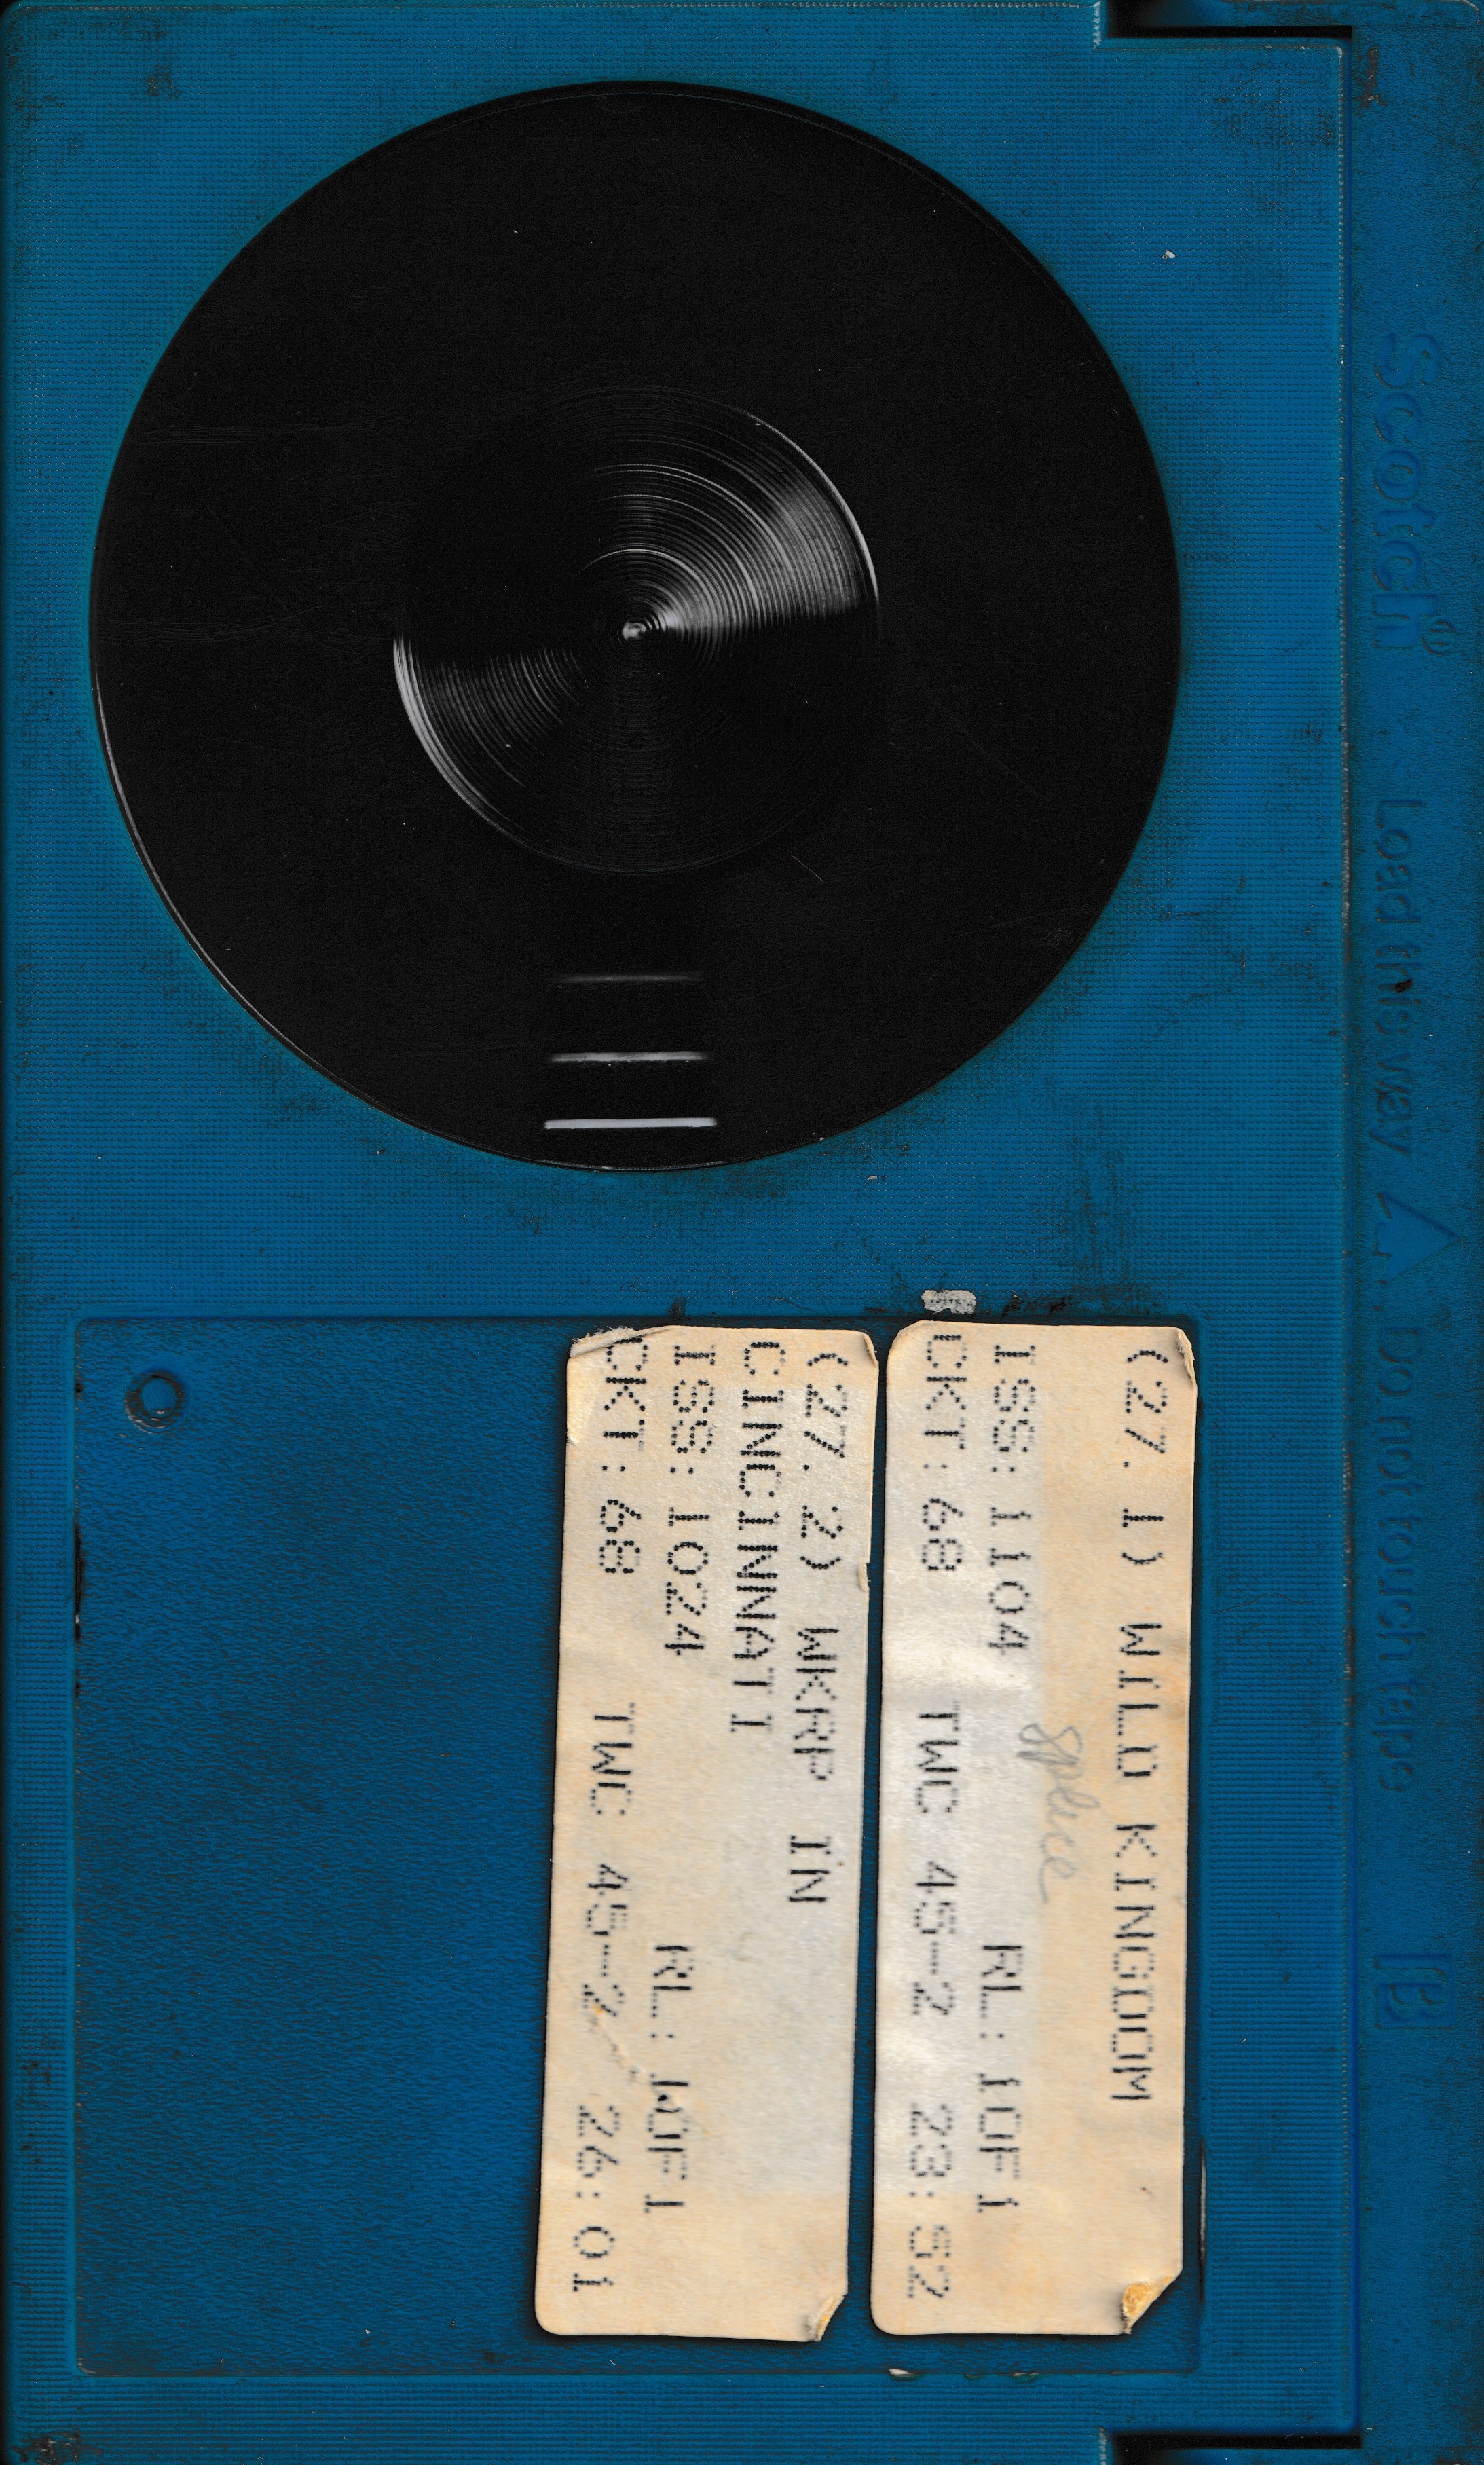 Scotch® Load this way Do not touch tape B
(27.1) WILD KINGDOM
splice
ISS: 1104 RL: 1OF1
CKT: 68 TWC 45-2 23:52
(27.2) WKRP IN
CINCINNATI
ISS: 1024 RL: 1OF1
CKT: 68 TWC 45-2 26:01